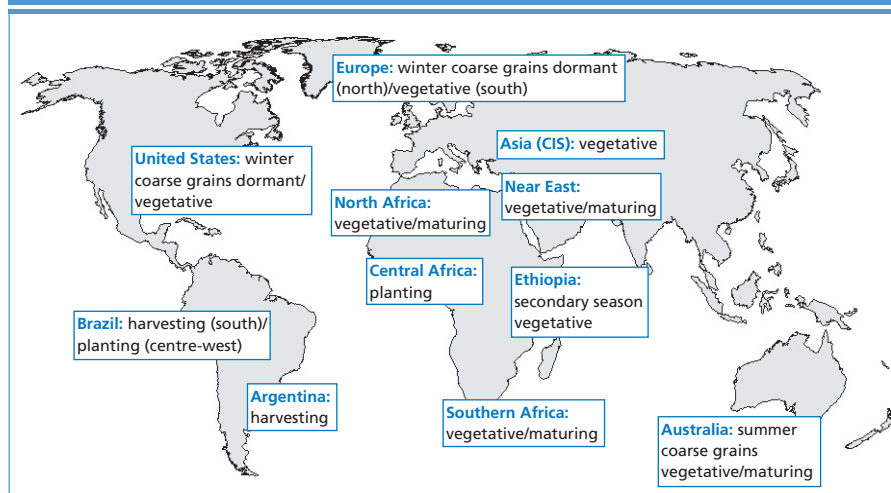 Europe: winter coarse grains dormant
(north)/vegetative (south)
Asia (CIS): vegetative
United States: winter
coarse grains dormant/
vegetative
Near East:
vegetative/maturing
North Africa:
vegetative/maturing
Central Africa:
planting
Ethiopia:
secondary season
vegetative
Brazil: harvesting (south)/
planting (centre-west)
Argentina:
harvesting
Southern Africa:
vegetative/maturing
Australia: summer
coarse grains
vegetative/maturing